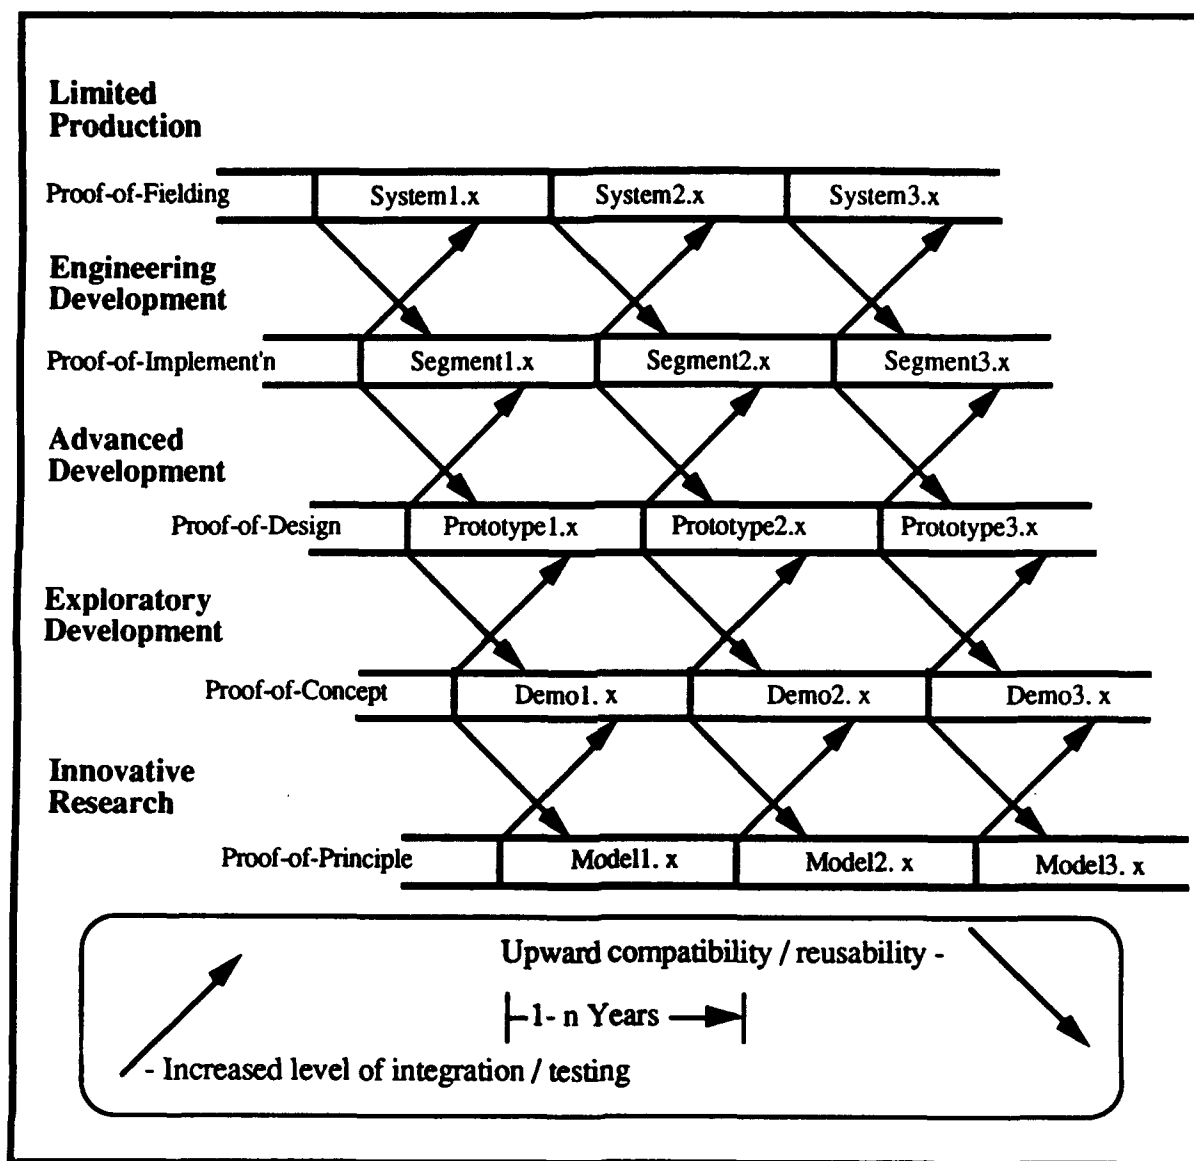 Limited
Production
Proof-of-Fielding
System1.x
System2.x
System3.x
Engineering
Development
Proof-of-Implement'n
Segment1.x
Segment2.x
Segment3.x
Advanced
Development
Proof-of-Design
Prototype1.x
Prototype2.x
Prototype3.x
Exploratory
Development
Proof-of-Concept
Demo1. x
Demo2. x
Demo3. x
Innovative
Research
Proof-of-Principle
Model1. x
Model2. x
Model3. x
Upward compatibility / reusability -
1- n Years
- Increased level of integration / testing